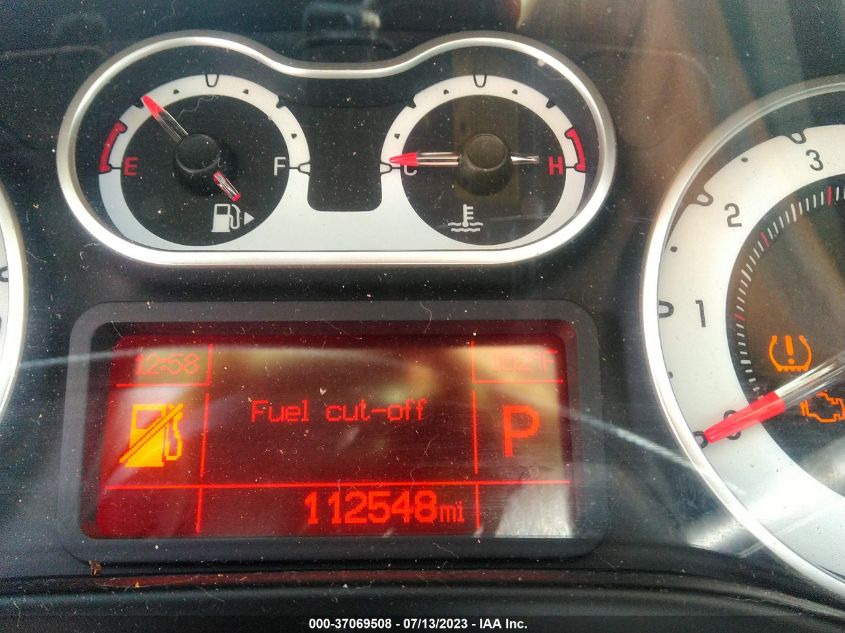 E F
C H
12:58
Fuel cut-off
P
112548mi
0 1 2 3
000-37069508 - 07/13/2023 - IAA Inc.